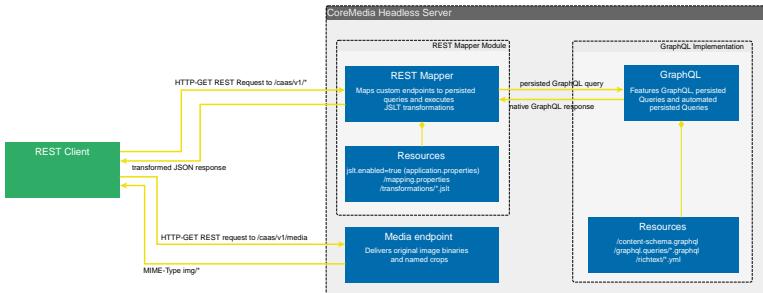 CoreMedia Headless Server
REST Mapper Module
GraphQL Implementation
HTTP-GET REST Request to /caas/v1/*
REST Mapper
Maps custom endpoints to persisted
queries and executes
JSLT transformations
persisted GraphQL query
native GraphQL response
GraphQL
Features GraphQL, persisted
Queries and automated
persisted Queries
REST Client
transformed JSON response
Resources
jslt.enabled=true (application.properties)
/mapping.properties
/transformations/*.jslt
HTTP-GET REST request to /caas/v1/media
MIME-Type img/*
Media endpoint
Delivers original image binaries
and named crops
Resources
/content-schema.graphql
/graphql.queries/*.graphql
/richtext/*.yml